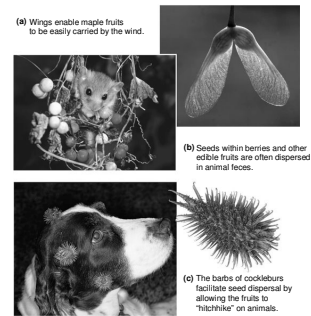 (a) Wings enable maple fruits
to be easily carried by the wind.
(b) Seeds within berries and other
edible fruits are often dispersed
in animal feces.
(c) The barbs of cockleburs
facilitate seed dispersal by
allowing the fruits to
“hitchhike” on animals.